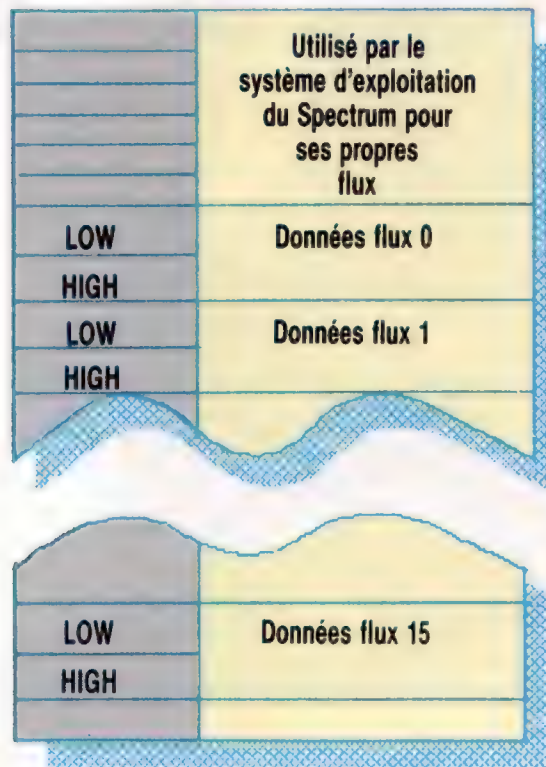 Utilisé par le
système d'exploitation
du Spectrum pour
ses propres
flux
LOW Données flux 0
HIGH
LOW Données flux 1
HIGH
LOW Données flux 15
HIGH